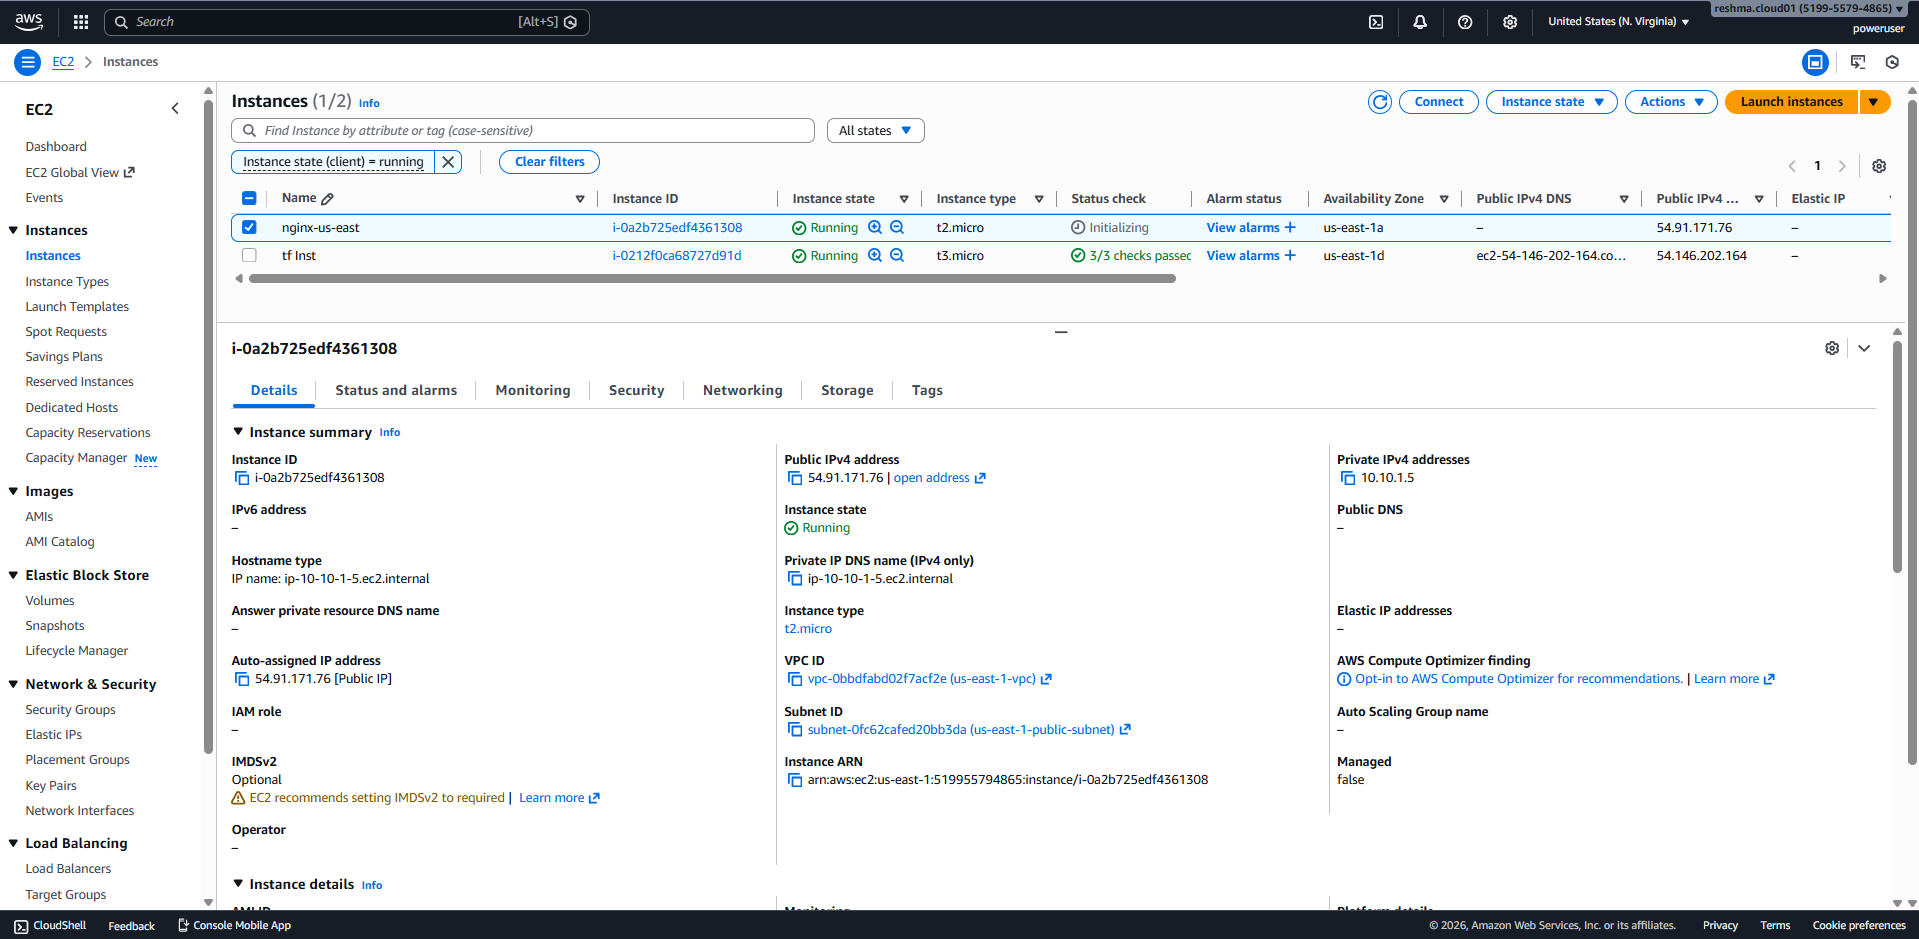 aws
Search [Alt+S]
United States (N. Virginia)
reshma.cloud01 (5199-5579-4865)
poweruser
EC2 Instances
EC2
Dashboard
EC2 Global View
Events
Instances
Instances
Instance Types
Launch Templates
Spot Requests
Savings Plans
Reserved Instances
Dedicated Hosts
Capacity Reservations
Capacity Manager New
Images
AMIs
AMI Catalog
Elastic Block Store
Volumes
Snapshots
Lifecycle Manager
Network & Security
Security Groups
Elastic IPs
Placement Groups
Key Pairs
Network Interfaces
Load Balancing
Load Balancers
Target Groups
Instances (1/2) Info
Connect Instance state Actions Launch instances
Find Instance by attribute or tag (case-sensitive) All states
Instance state (client) = running Clear filters
1
Name Instance ID Instance state Instance type Status check Alarm status Availability Zone Public IPv4 DNS Public IPv4 ... Elastic IP
nginx-us-east i-0a2b725edf4361308 Running t2.micro Initializing View alarms + us-east-1a – 54.91.171.76 –
tf Inst i-0212f0ca68727d91d Running t3.micro 3/3 checks passec View alarms + us-east-1d ec2-54-146-202-164.co... 54.146.202.164 –
i-0a2b725edf4361308
Details Status and alarms Monitoring Security Networking Storage Tags
Instance summary Info
Instance ID
i-0a2b725edf4361308
IPv6 address
–
Hostname type
IP name: ip-10-10-1-5.ec2.internal
Answer private resource DNS name
–
Auto-assigned IP address
54.91.171.76 [Public IP]
IAM role
–
IMDSv2
Optional
EC2 recommends setting IMDSv2 to required | Learn more
Operator
–
Public IPv4 address
54.91.171.76 | open address
Instance state
Running
Private IP DNS name (IPv4 only)
ip-10-10-1-5.ec2.internal
Instance type
t2.micro
VPC ID
vpc-0bbdfabd02f7acf2e (us-east-1-vpc)
Subnet ID
subnet-0fc62cafed20bb3da (us-east-1-public-subnet)
Instance ARN
arn:aws:ec2:us-east-1:519955794865:instance/i-0a2b725edf4361308
Private IPv4 addresses
10.10.1.5
Public DNS
–
Elastic IP addresses
–
AWS Compute Optimizer finding
Opt-in to AWS Compute Optimizer for recommendations. | Learn more
Auto Scaling Group name
–
Managed
false
Instance details Info
AMI ID Monitoring Platform details
CloudShell Feedback Console Mobile App
© 2026, Amazon Web Services, Inc. or its affiliates. Privacy Terms Cookie preferences